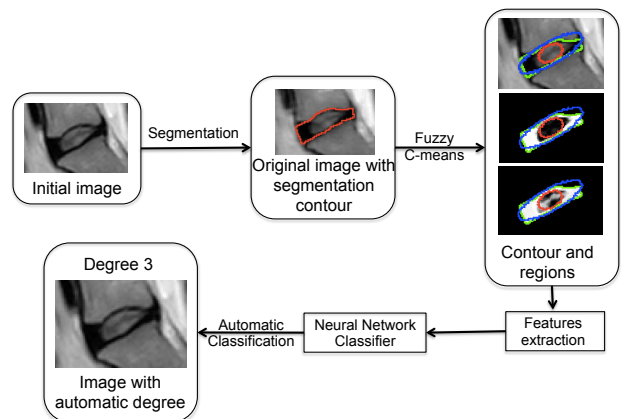 Initial image
Segmentation
Original image with
segmentation
contour
Fuzzy
C-means
Contour and
regions
Features
extraction
Neural Network
Classifier
Automatic
Classification
Degree 3
Image with
automatic degree